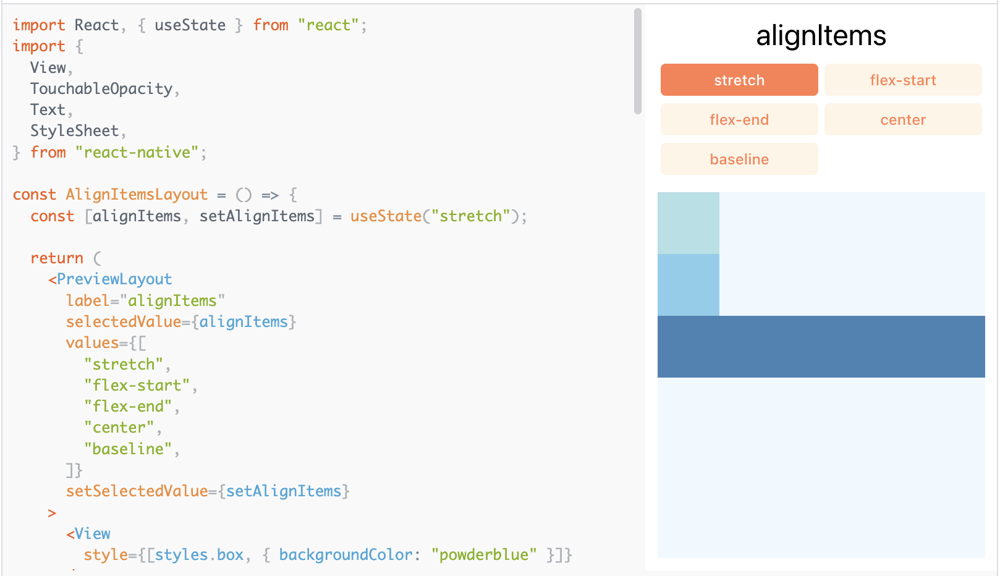 import React, { useState } from "react";
import {
  View,
  TouchableOpacity,
  Text,
  StyleSheet,
} from "react-native";

const AlignItemsLayout = () => {
  const [alignItems, setAlignItems] = useState("stretch");

  return (
    <PreviewLayout
      label="alignItems"
      selectedValue={alignItems}
      values={[
        "stretch",
        "flex-start",
        "flex-end",
        "center",
        "baseline",
      ]}
      setSelectedValue={setAlignItems}
    >
      <View
        style={[styles.box, { backgroundColor: "powderblue" }]}
alignItems
stretch
flex-start
flex-end
center
baseline